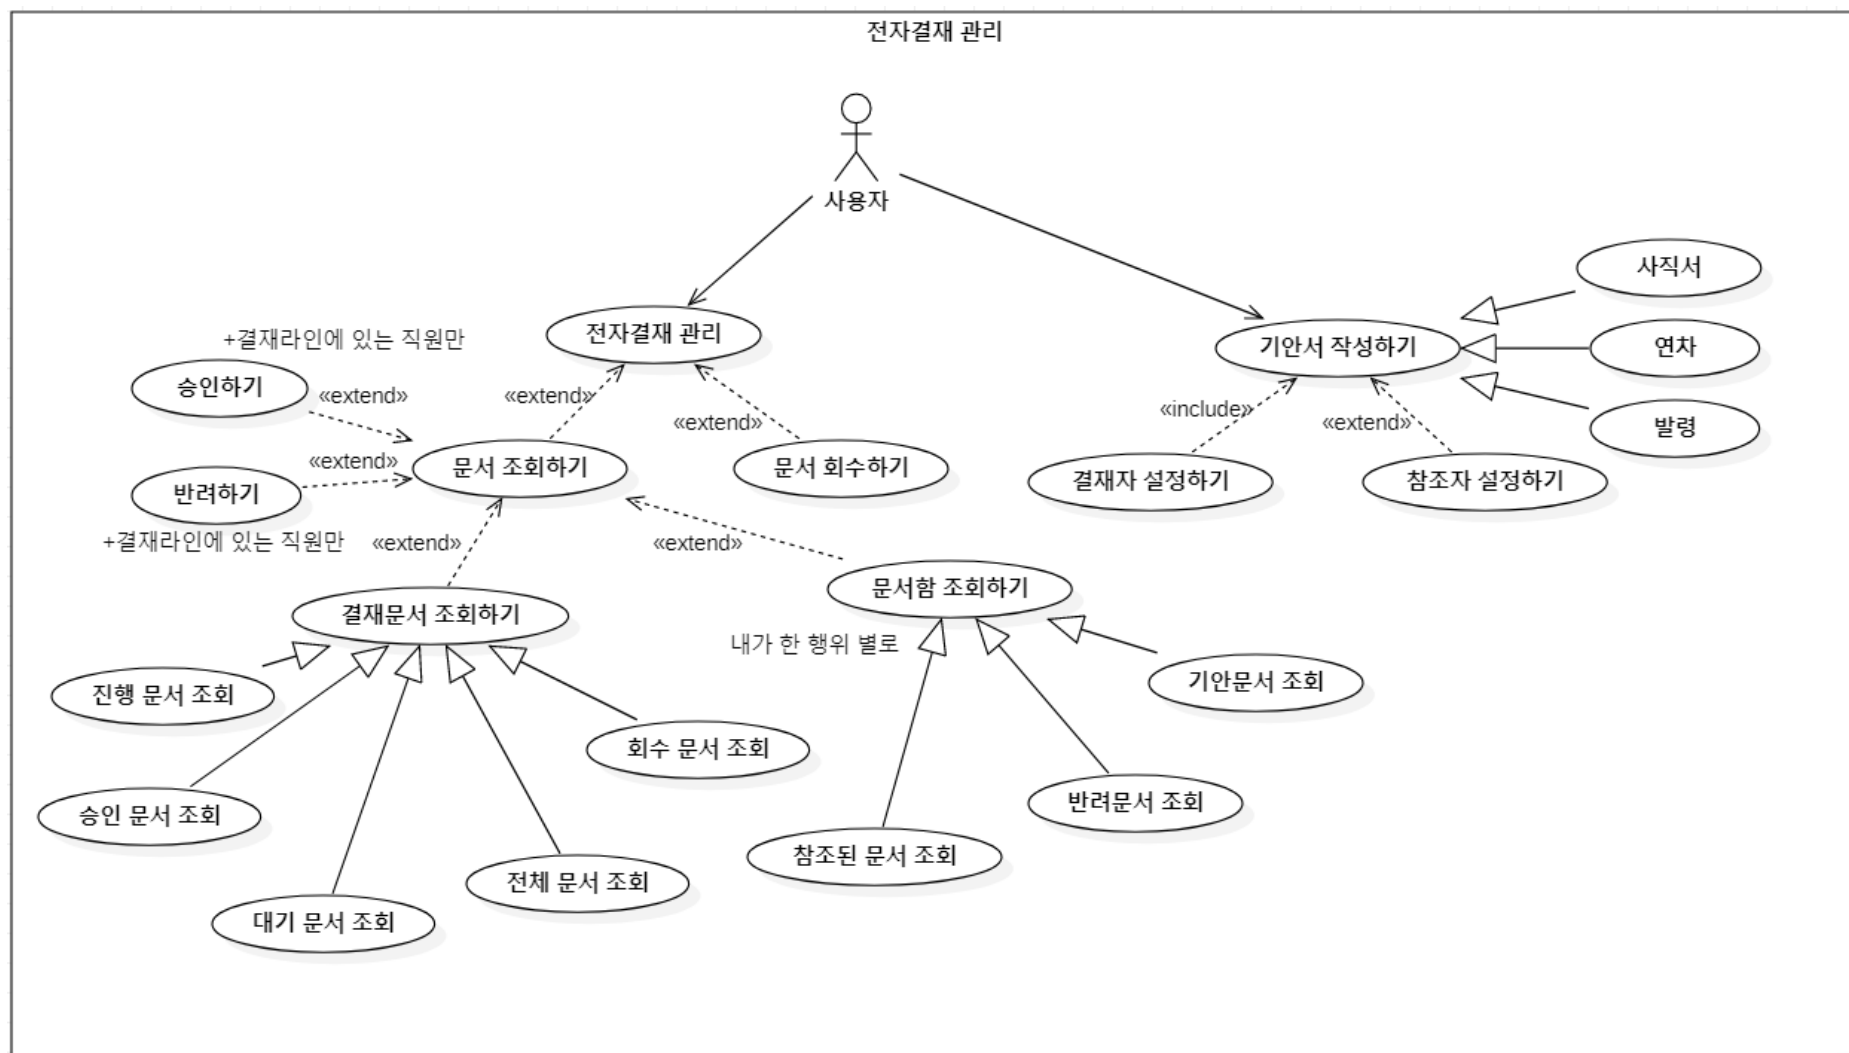 전자결재 관리
사용자
사직서
전자결재 관리
기안서 작성하기
연차
+결재라인에 있는 직원만
승인하기
«extend»
«extend»
«extend»
«include»
«extend»
발령
«extend»
문서 조회하기
문서 회수하기
결재자 설정하기
참조자 설정하기
반려하기
+결재라인에 있는 직원만
«extend»
«extend»
문서함 조회하기
결재문서 조회하기
내가 한 행위 별로
진행 문서 조회
기안문서 조회
회수 문서 조회
승인 문서 조회
반려문서 조회
참조된 문서 조회
전체 문서 조회
대기 문서 조회